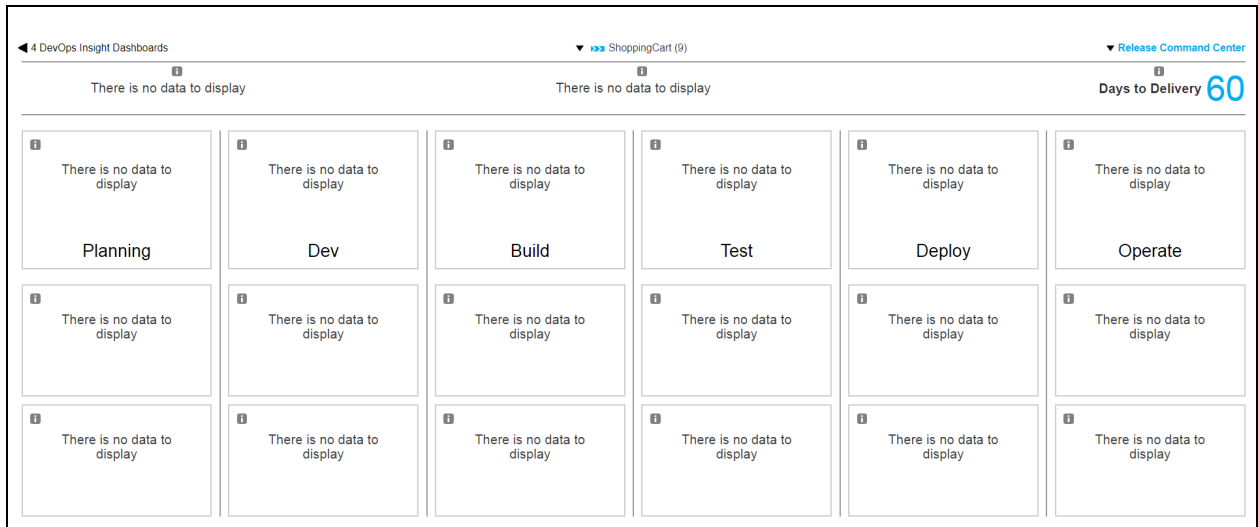 4 DevOps Insight Dashboards
ShoppingCart (9)
Release Command Center
There is no data to display
There is no data to display
Days to Delivery 60
There is no data to
display
Planning
There is no data to
display
Dev
There is no data to
display
Build
There is no data to
display
Test
There is no data to
display
Deploy
There is no data to
display
Operate
There is no data to
display
There is no data to
display
There is no data to
display
There is no data to
display
There is no data to
display
There is no data to
display
There is no data to
display
There is no data to
display
There is no data to
display
There is no data to
display
There is no data to
display
There is no data to
display